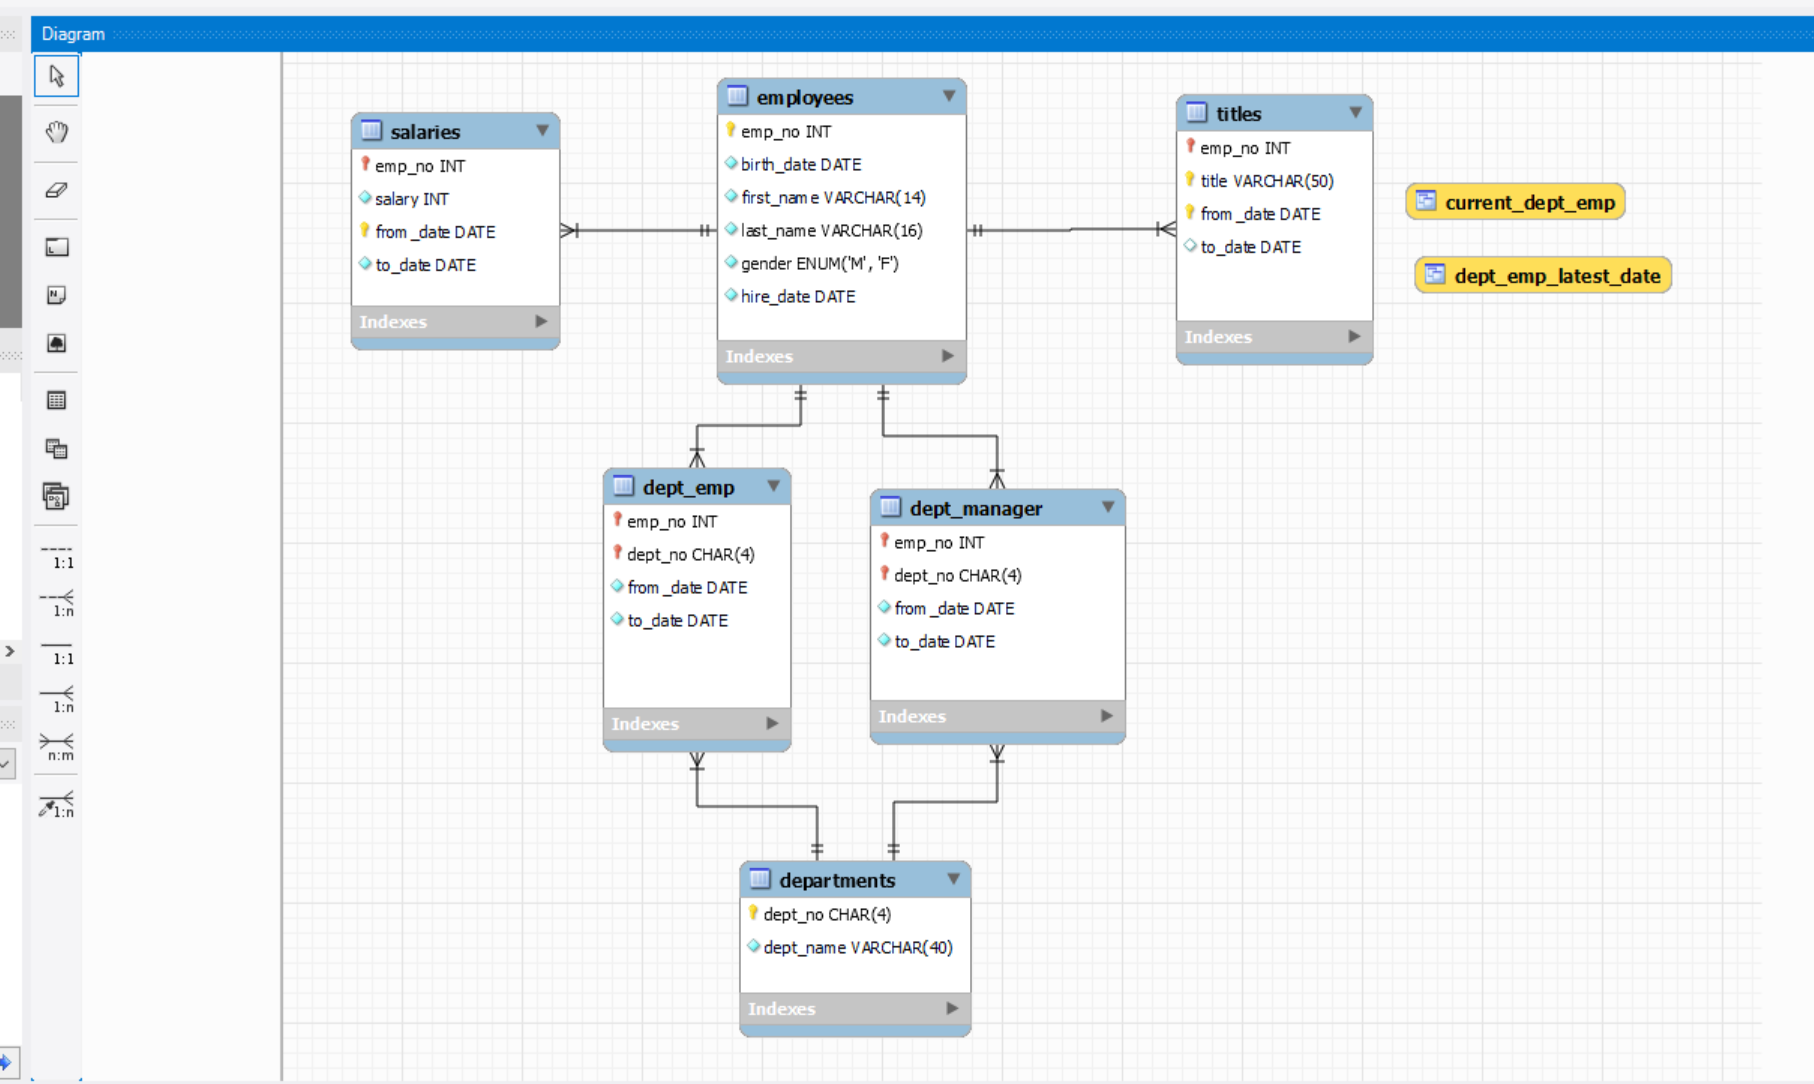 Diagram
employees
emp_no INT
birth_date DATE
first_name VARCHAR(14)
last_name VARCHAR(16)
gender ENUM('M', 'F')
hire_date DATE
Indexes
salaries
emp_no INT
salary INT
from_date DATE
to_date DATE
Indexes
titles
emp_no INT
title VARCHAR(50)
from_date DATE
to_date DATE
Indexes
current_dept_emp
dept_emp_latest_date
dept_emp
emp_no INT
dept_no CHAR(4)
from_date DATE
to_date DATE
Indexes
dept_manager
emp_no INT
dept_no CHAR(4)
from_date DATE
to_date DATE
Indexes
departments
dept_no CHAR(4)
dept_name VARCHAR(40)
Indexes
1:1
1:n
1:1
1:n
n:m
1:n